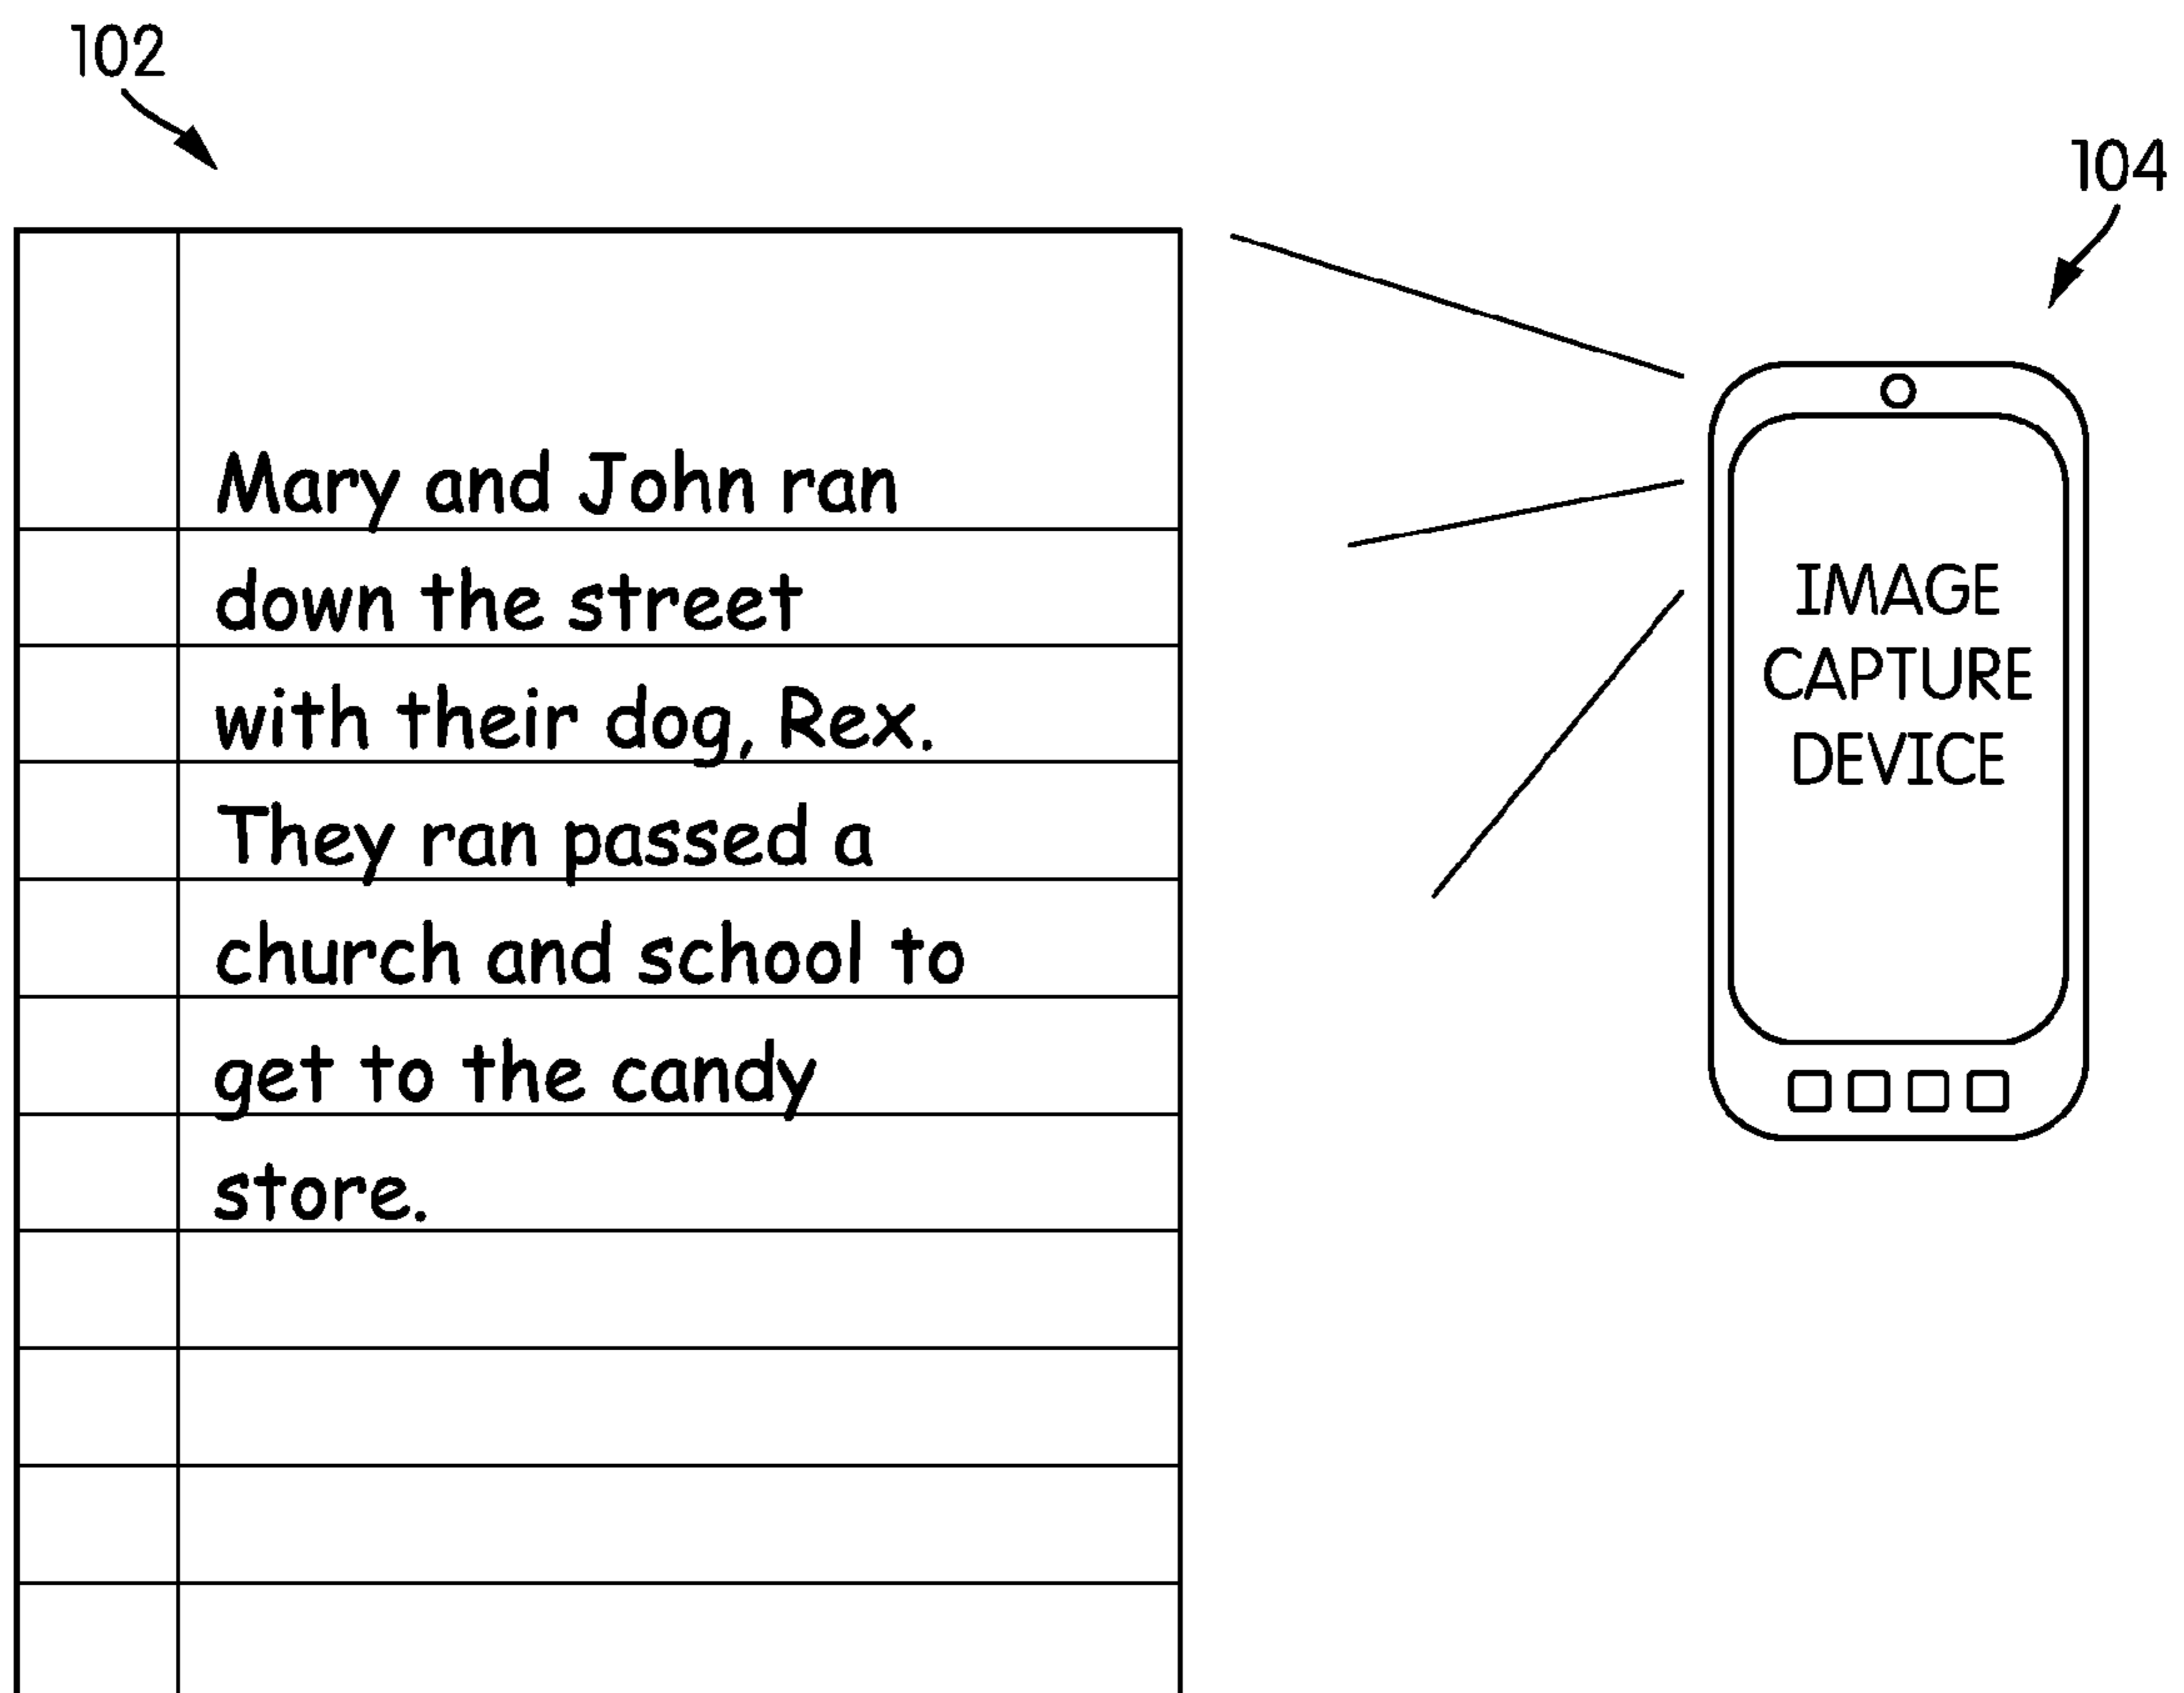 102
104
Mary and John ran
down the street
with their dog, Rex.
They ran passed a
church and school to
get to the candy
store.
IMAGE
CAPTURE
DEVICE